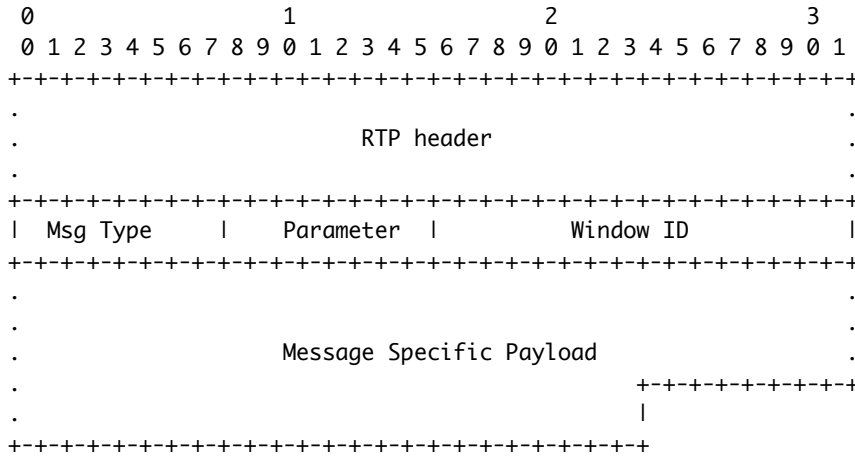 0                   1                   2                   3
 0 1 2 3 4 5 6 7 8 9 0 1 2 3 4 5 6 7 8 9 0 1 2 3 4 5 6 7 8 9 0 1
+-+-+-+-+-+-+-+-+-+-+-+-+-+-+-+-+-+-+-+-+-+-+-+-+-+-+-+-+-+-+-+-+
.                                                               .
.                          RTP header                           .
.                                                               .
+-+-+-+-+-+-+-+-+-+-+-+-+-+-+-+-+-+-+-+-+-+-+-+-+-+-+-+-+-+-+-+-+
|  Msg Type     |    Parameter  |          Window ID            |
+-+-+-+-+-+-+-+-+-+-+-+-+-+-+-+-+-+-+-+-+-+-+-+-+-+-+-+-+-+-+-+-+
.                                                               .
.                                                               .
.                    Message Specific Payload                   .
.                                               +-+-+-+-+-+-+-+-+
.                                               |
+-+-+-+-+-+-+-+-+-+-+-+-+-+-+-+-+-+-+-+-+-+-+-+-+